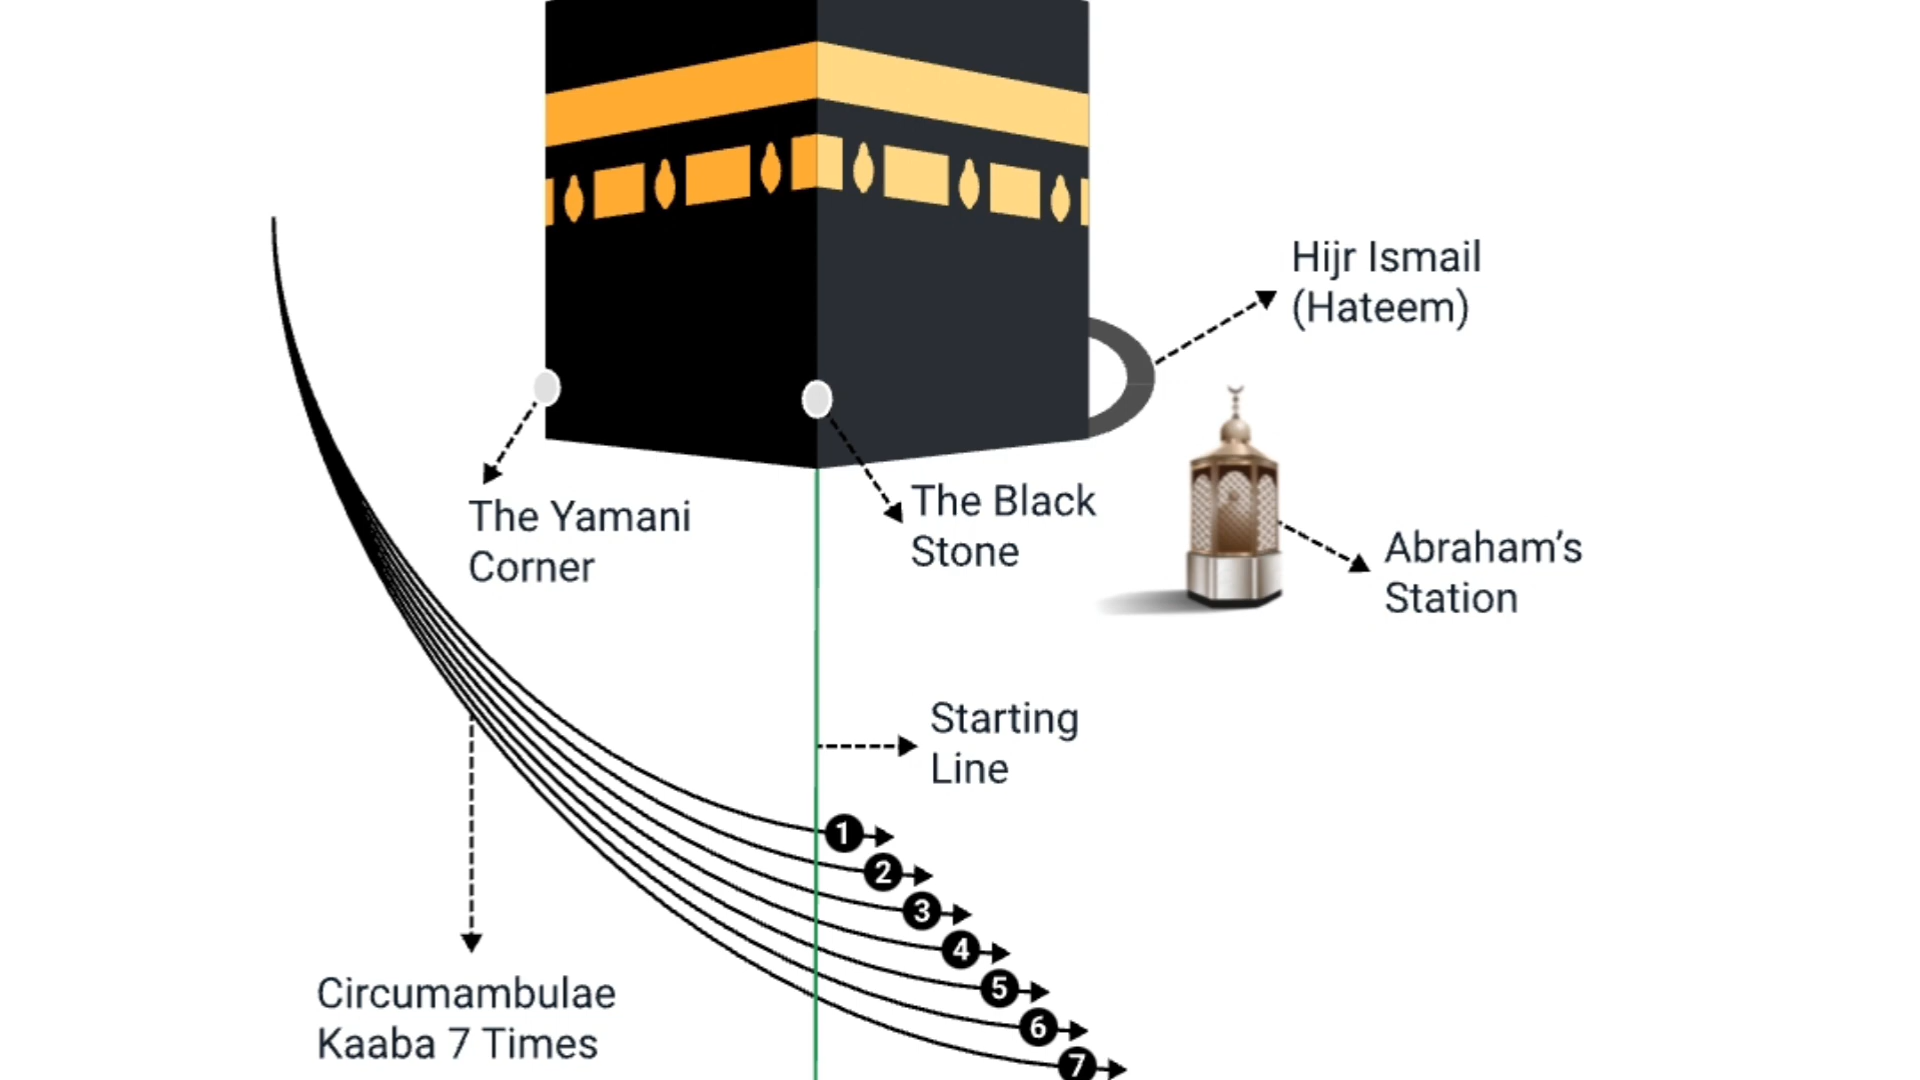 Hijr Ismail
(Hateem)
The Yamani
Corner
The Black
Stone
Abraham’s
Station
Starting
Line
1
2
3
4
5
6
7
Circumambulae
Kaaba 7 Times